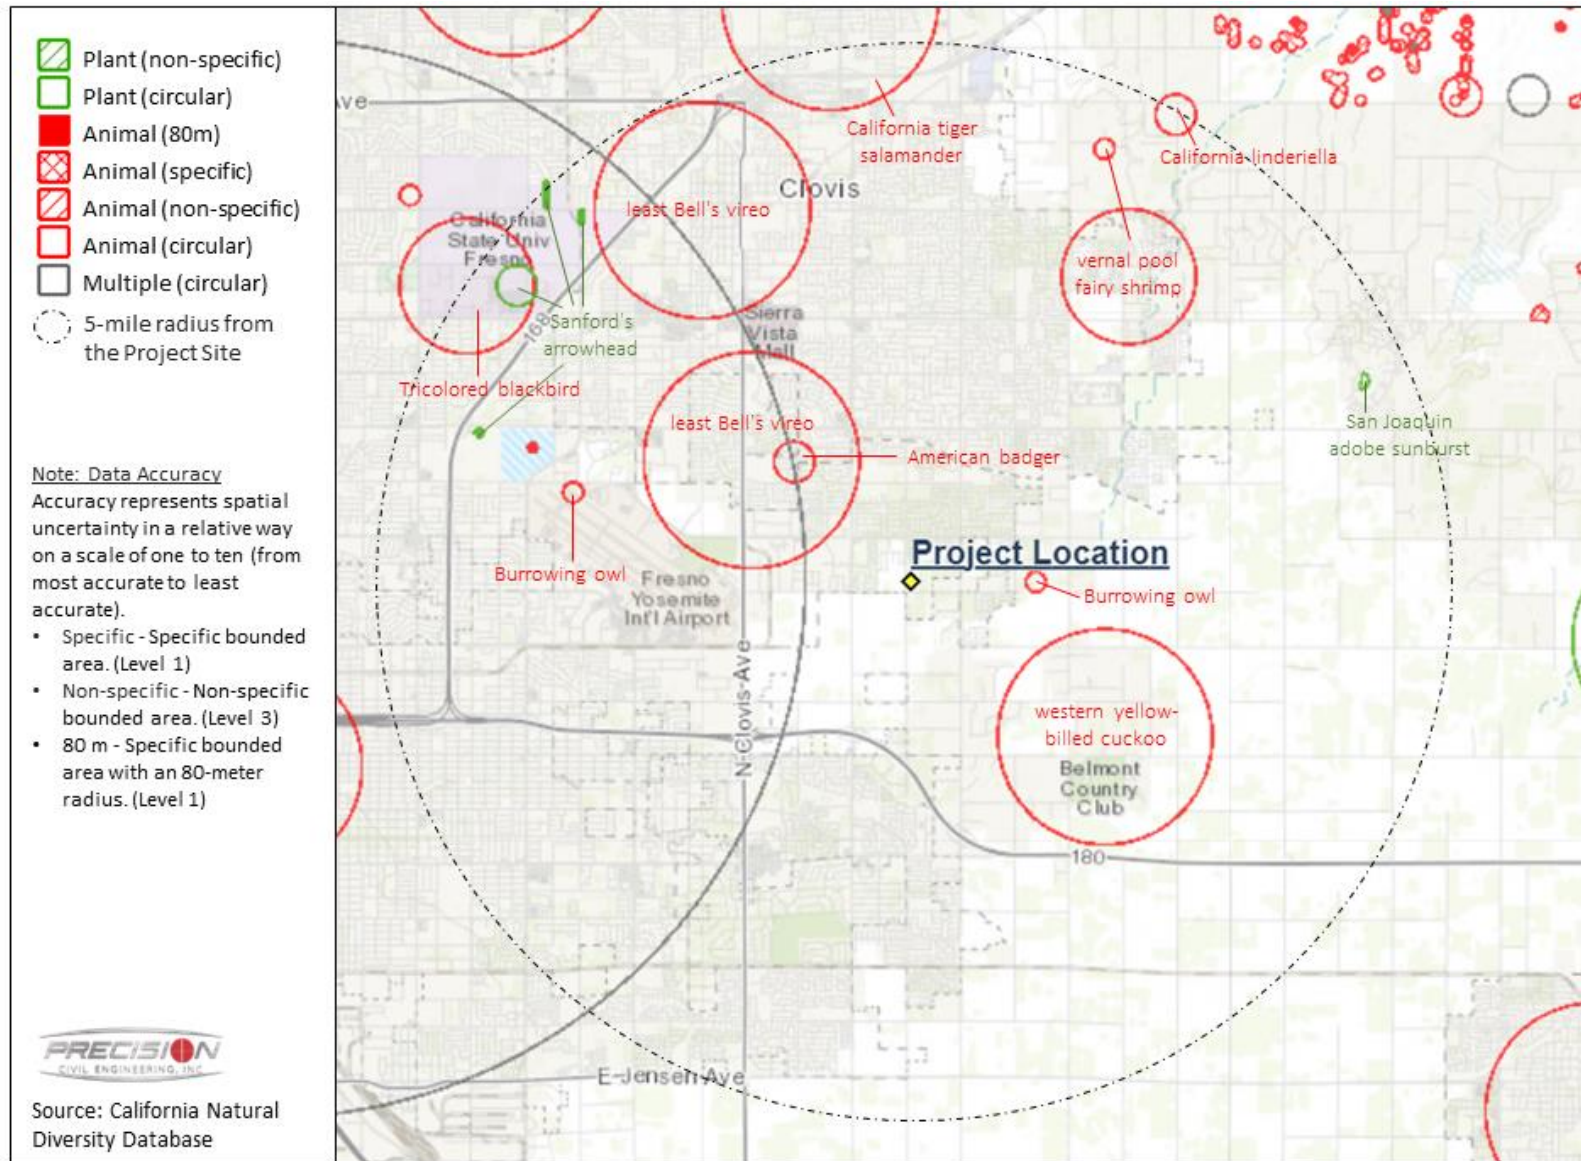 Plant (non-specific)
Plant (circular)
Animal (80m)
Animal (specific)
Animal (non-specific)
Animal (circular)
Multiple (circular)
5-mile radius from
the Project Site
Note: Data Accuracy
Accuracy represents spatial
uncertainty in a relative way
on a scale of one to ten (from
most accurate to least
accurate).
• Specific - Specific bounded
area. (Level 1)
• Non-specific - Non-specific
bounded area. (Level 3)
• 80 m - Specific bounded
area with an 80-meter
radius. (Level 1)
PRECISION
CIVIL ENGINEERING, INC
Source: California Natural
Diversity Database
Ave
California tiger
salamander
California linderiella
Clovis
least Bell's vireo
California
State Univ
Fresno
vernal pool
fairy shrimp
168
Sanford's
arrowhead
Sierra
Vista
Mall
Tricolored blackbird
San Joaquin
adobe sunburst
least Bell's vireo
American badger
Project Location
Burrowing owl
Fresno
Yosemite
Int'l Airport
Burrowing owl
N Clovis Ave
western yellow-
billed cuckoo
Belmont
Country
Club
180
E Jensen Ave